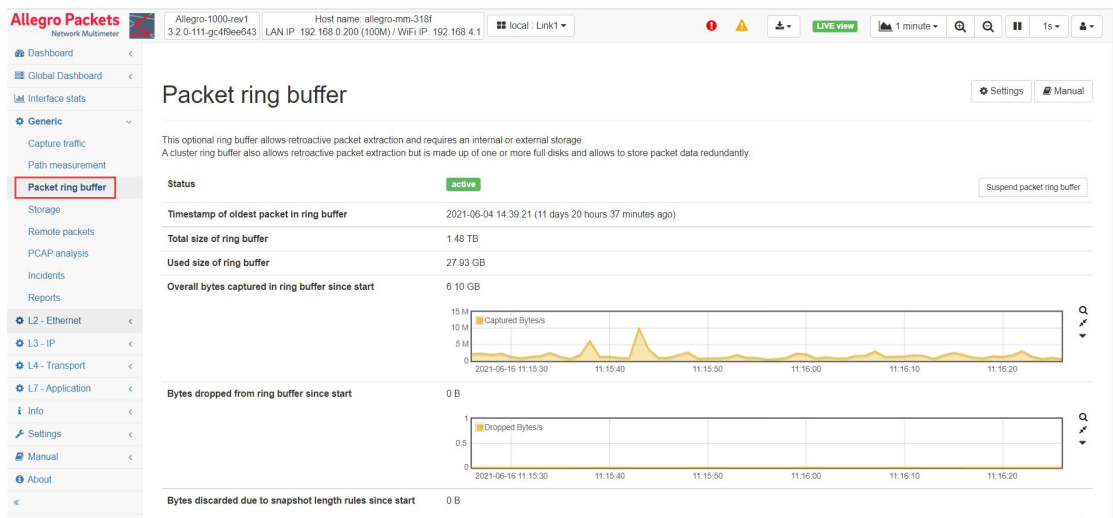 Allegro Packets
Network Multimeter
Allegro-1000-rev1
3.2.0-111-gc4f9ee643
Host name: allegro-mm-318f
LAN IP: 192.168.0.200 (100M) / WiFi IP: 192.168.4.1
local : Link1
LIVE view
1 minute
1s
Dashboard
Global Dashboard
Interface stats
Generic
Capture traffic
Path measurement
Packet ring buffer
Storage
Remote packets
PCAP analysis
Incidents
Reports
L2 - Ethernet
L3 - IP
L4 - Transport
L7 - Application
Info
Settings
Manual
About
«
Packet ring buffer
Settings
Manual
This optional ring buffer allows retroactive packet extraction and requires an internal or external storage.
A cluster ring buffer also allows retroactive packet extraction but is made up of one or more full disks and allows to store packet data redundantly.
Status
active
Suspend packet ring buffer
Timestamp of oldest packet in ring buffer
2021-06-04 14:39:21 (11 days 20 hours 37 minutes ago)
Total size of ring buffer
1.48 TB
Used size of ring buffer
27.93 GB
Overall bytes captured in ring buffer since start
6.10 GB
15 M
10 M
5 M
0
Captured Bytes/s
2021-06-16 11:15:30
11:15:40
11:15:50
11:16:00
11:16:10
11:16:20
Bytes dropped from ring buffer since start
0 B
1
0.5
0
Dropped Bytes/s
2021-06-16 11:15:30
11:15:40
11:15:50
11:16:00
11:16:10
11:16:20
Bytes discarded due to snapshot length rules since start
0 B